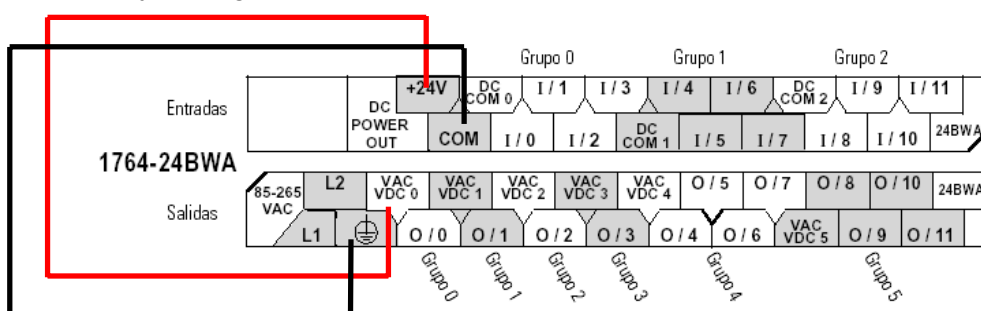 Grupo 0 Grupo 1 Grupo 2
Entradas
+24V DC COM 0 I / 1 I / 3 I / 4 I / 6 DC COM 2 I / 9 I / 11
DC POWER OUT COM I / 0 I / 2 DC COM 1 I / 5 I / 7 I / 8 I / 10 24BWA
1764-24BWA
Salidas
85-265 VAC L2 VAC VDC 0 VAC VDC 1 VAC VDC 2 VAC VDC 3 VAC VDC 4 O / 5 O / 7 O / 8 O / 10 24BWA
L1 O / 0 O / 1 O / 2 O / 3 O / 4 O / 6 VAC VDC 5 O / 9 O / 11
Grupo 0 Grupo 1 Grupo 2 Grupo 3 Grupo 4 Grupo 5